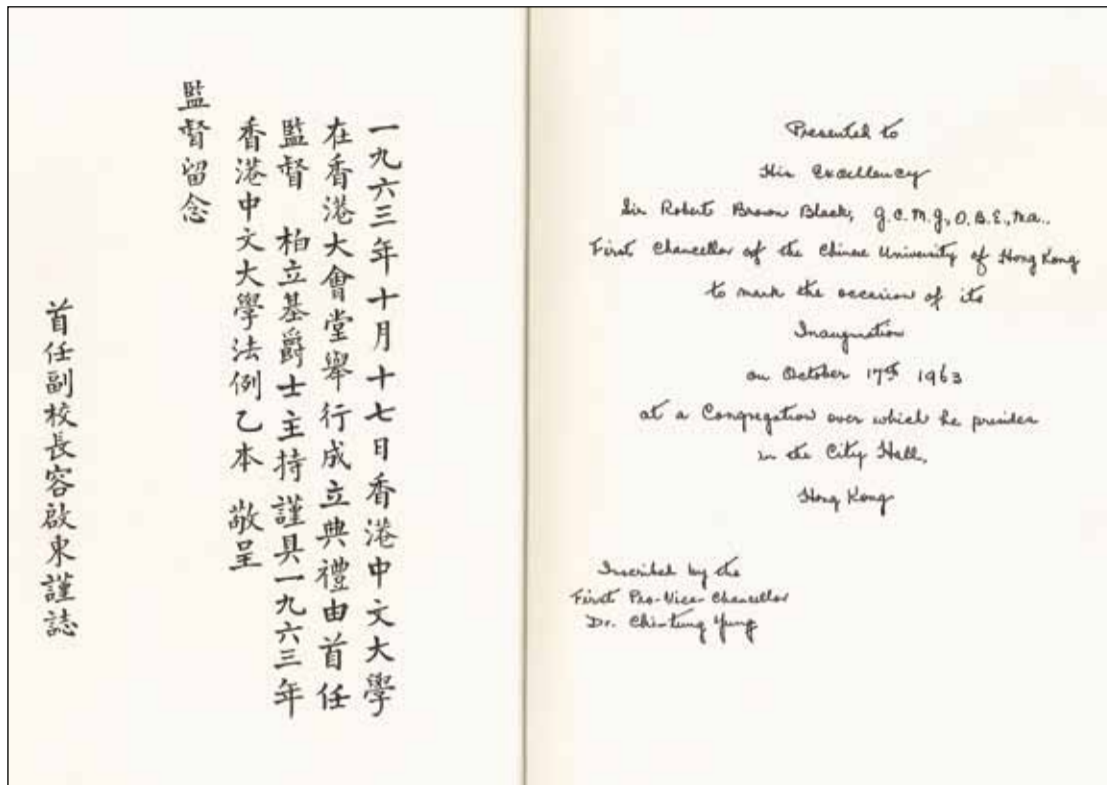 一九六三年十月十七日香港中文大學
在香港大會堂舉行成立典禮由首任
監督 柏立基爵士主持謹具一九六三年
香港中文大學法例乙本 敬呈
監督留念
首任副校長容啟東謹誌
Presented to
His Excellency
Sir Robert Brown Black, G.C.M.G., O.B.E., M.A.,
First Chancellor of the Chinese University of Hong Kong
to mark the occasion of its
Inauguration
on October 17th 1963
at a Congregation over which he presides
in the City Hall,
Hong Kong
Inscribed by the
First Pro-Vice-Chancellor
Dr. Chi-tung Yung